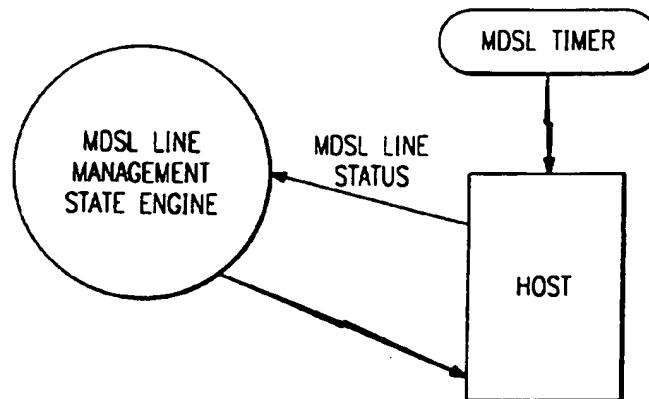 MDSL TIMER
MDSL LINE
MANAGEMENT
STATE ENGINE
MDSL LINE
STATUS
HOST